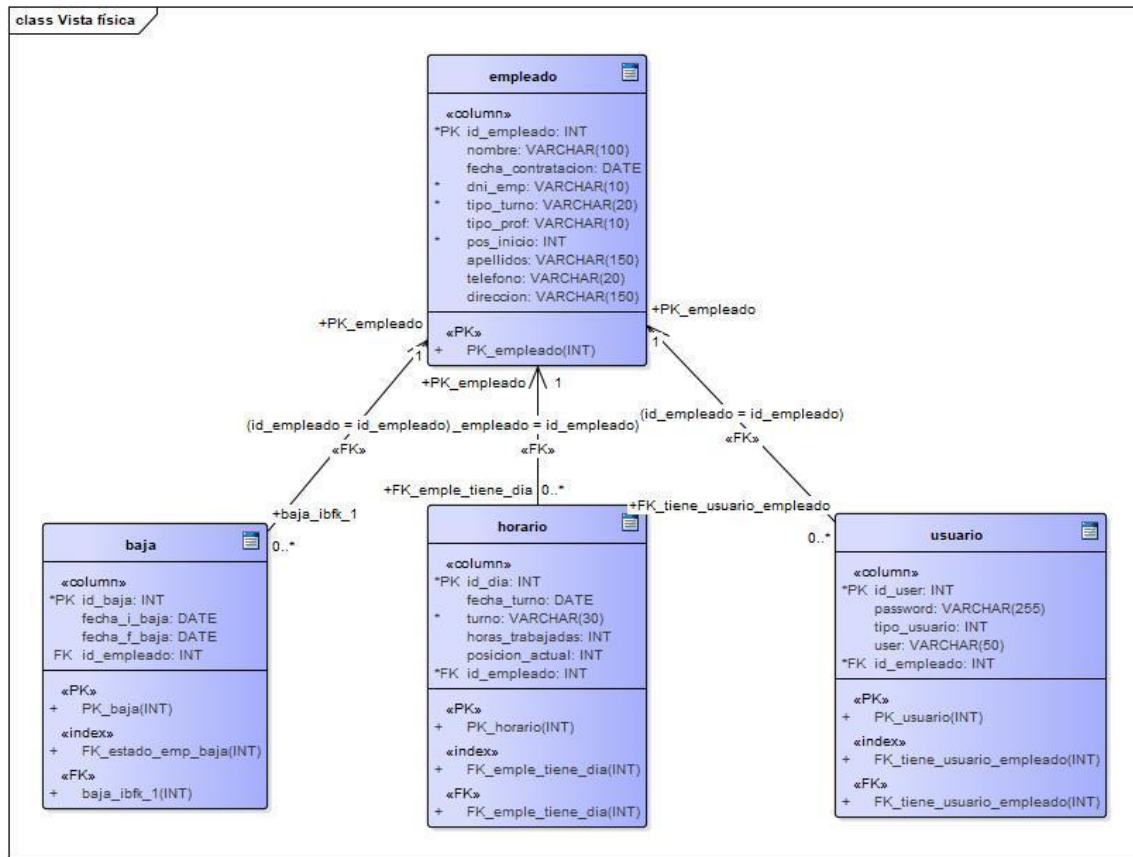 class Vista física
empleado
«column»
*PK id_empleado: INT
nombre: VARCHAR(100)
fecha_contratacion: DATE
* dni_emp: VARCHAR(10)
* tipo_turno: VARCHAR(20)
tipo_prof: VARCHAR(10)
* pos_inicio: INT
apellidos: VARCHAR(150)
telefono: VARCHAR(20)
direccion: VARCHAR(150)
«PK»
+ PK_empleado(INT)
+PK_empleado
1
+PK_empleado
1
+PK_empleado
1
(id_empleado = id_empleado)
«FK»
_empleado = id_empleado)
«FK»
(id_empleado = id_empleado)
«FK»
+baja_ibfk_1
0..*
+FK_emple_tiene_dia
0..*
+FK_tiene_usuario_empleado
0..*
baja
«column»
*PK id_baja: INT
fecha_i_baja: DATE
fecha_f_baja: DATE
FK id_empleado: INT
«PK»
+ PK_baja(INT)
«index»
+ FK_estado_emp_baja(INT)
«FK»
+ baja_ibfk_1(INT)
horario
«column»
*PK id_dia: INT
fecha_turno: DATE
* turno: VARCHAR(30)
horas_trabajadas: INT
posicion_actual: INT
*FK id_empleado: INT
«PK»
+ PK_horario(INT)
«index»
+ FK_emple_tiene_dia(INT)
«FK»
+ FK_emple_tiene_dia(INT)
usuario
«column»
*PK id_user: INT
password: VARCHAR(255)
tipo_usuario: INT
user: VARCHAR(50)
*FK id_empleado: INT
«PK»
+ PK_usuario(INT)
«index»
+ FK_tiene_usuario_empleado(INT)
«FK»
+ FK_tiene_usuario_empleado(INT)